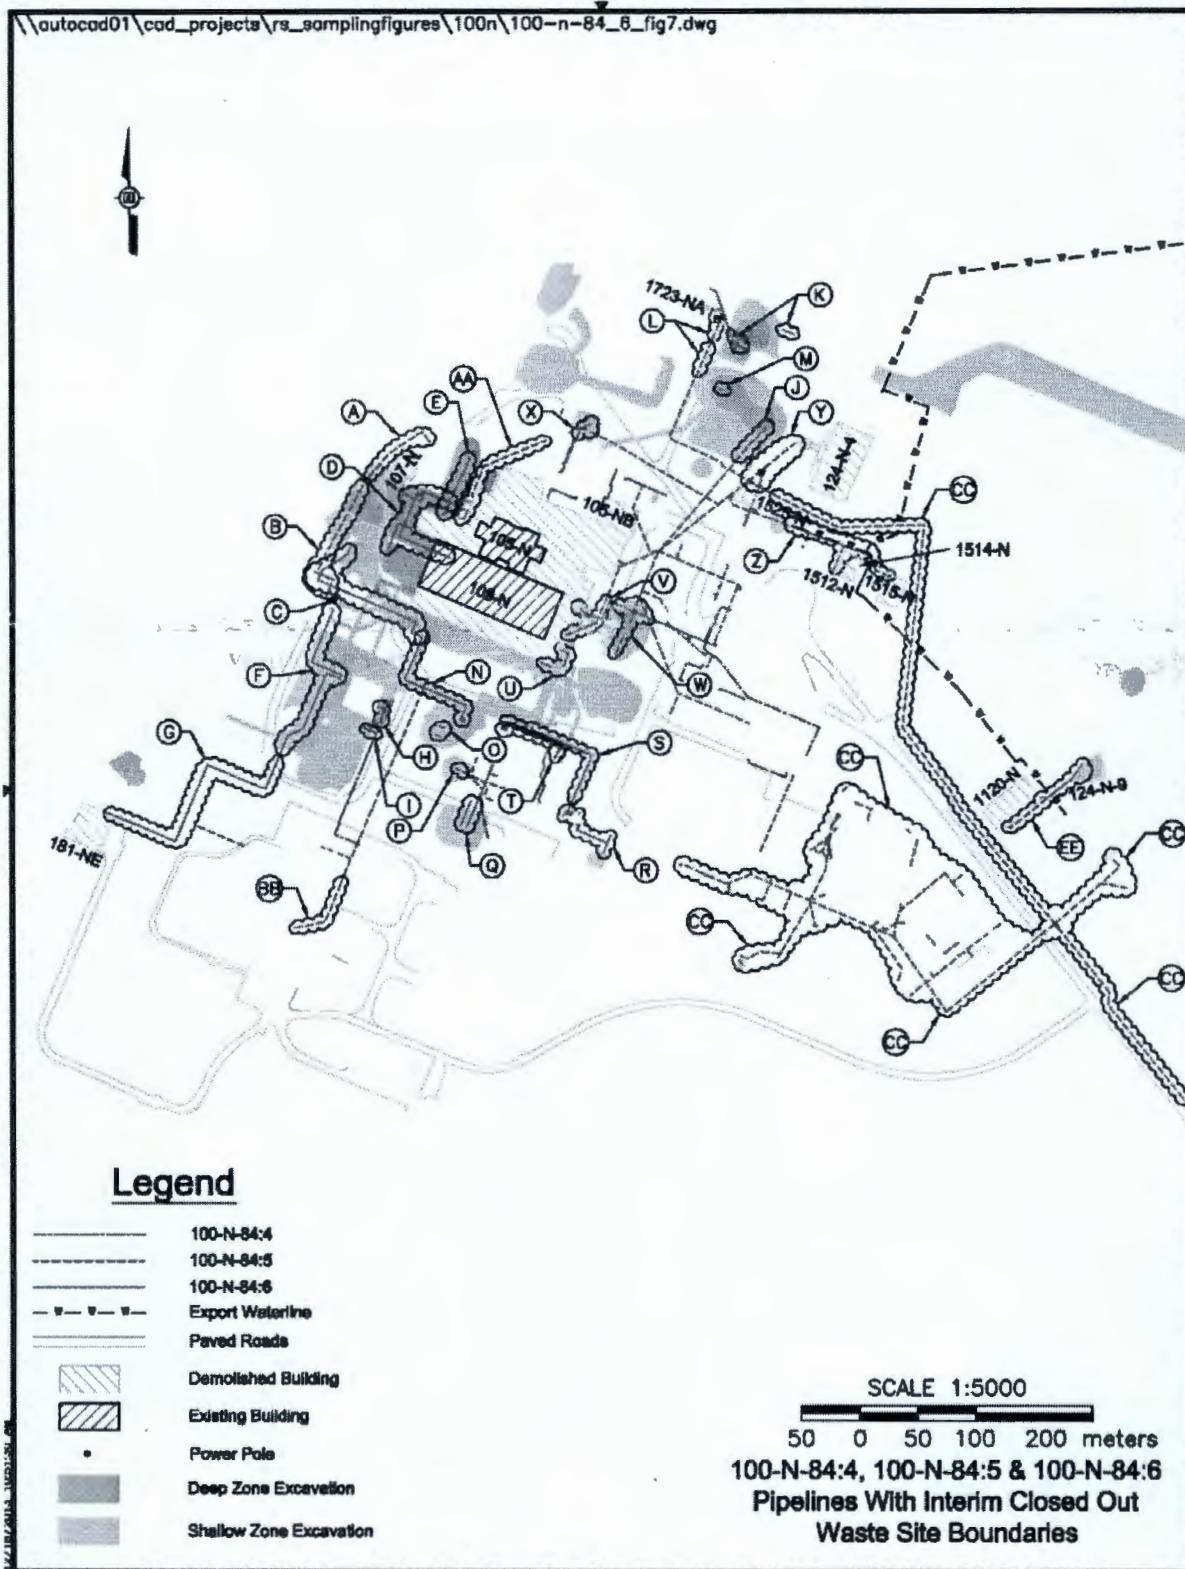 \\autocad01\cad_projects\rs_samplingfigures\100n\100-n-84_6_fig7.dwg
1723-NA
K
L
M
AA
E
X
J
Y
A
107-N
D
124-N-4
CC
105-NB
B
105-N
Z
1514-N
1512-N
V
C
F
N
U
W
G
H
O
S
CC
1120-N
124-N-9
I
P
T
CC
EE
181-NE
Q
R
BB
CC
CC
CC
Legend
100-N-84:4
100-N-84:5
100-N-84:6
Export Waterline
Paved Roads
Demolished Building
Existing Building
Power Pole
Deep Zone Excavation
Shallow Zone Excavation
SCALE 1:5000
50 0 50 100 200 meters
100-N-84:4, 100-N-84:5 & 100-N-84:6
Pipelines With Interim Closed Out
Waste Site Boundaries